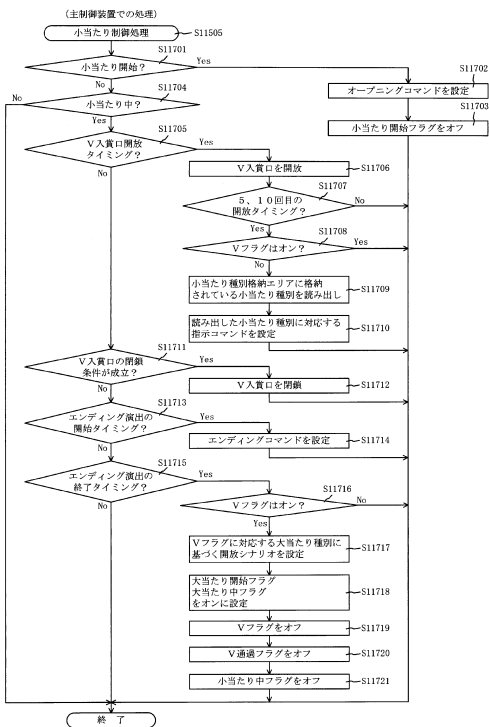 (主制御装置での処理)
小当たり制御処理
S11505
S11701
小当たり開始?
Yes
No
S11702
オープニングコマンドを設定
S11703
小当たり開始フラグをオフ
S11704
小当たり中?
No
Yes
S11705
V入賞口開放
タイミング?
Yes
No
V入賞口を開放
S11706
S11707
5、10回目の
開放タイミング?
No
Yes
S11708
Vフラグはオン?
Yes
No
小当たり種別格納エリアに格納
されている小当たり種別を読み出し
S11709
読み出した小当たり種別に対応する
指示コマンドを設定
S11710
S11711
V入賞口の閉鎖
条件が成立?
Yes
No
V入賞口を閉鎖
S11712
S11713
エンディング演出の
開始タイミング?
Yes
No
エンディングコマンドを設定
S11714
S11715
エンディング演出の
終了タイミング?
Yes
No
S11716
Vフラグはオン?
No
Yes
Vフラグに対応する大当たり種別に
基づく開放シナリオを設定
S11717
大当たり開始フラグ
大当たり中フラグ
をオンに設定
S11718
Vフラグをオフ
S11719
V通過フラグをオフ
S11720
小当たり中フラグをオフ
S11721
終了